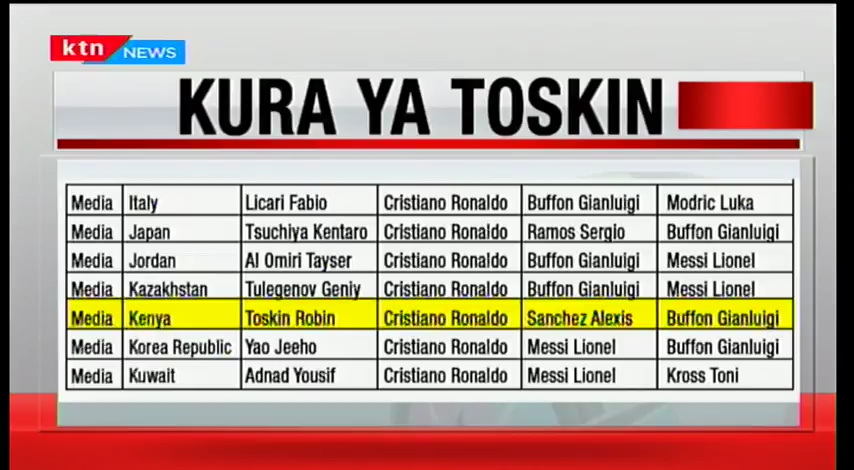 ktn NEWS
KURA YA TOSKIN
Media Italy Licari Fabio Cristiano Ronaldo Buffon Gianluigi Modric Luka
Media Japan Tsuchiya Kentaro Cristiano Ronaldo Ramos Sergio Buffon Gianluigi
Media Jordan Al Omiri Tayser Cristiano Ronaldo Buffon Gianluigi Messi Lionel
Media Kazakhstan Tulegenov Geniy Cristiano Ronaldo Buffon Gianluigi Messi Lionel
Media Kenya Toskin Robin Cristiano Ronaldo Sanchez Alexis Buffon Gianluigi
Media Korea Republic Yao Jeeho Cristiano Ronaldo Messi Lionel Buffon Gianluigi
Media Kuwait Adnad Yousif Cristiano Ronaldo Messi Lionel Kross Toni